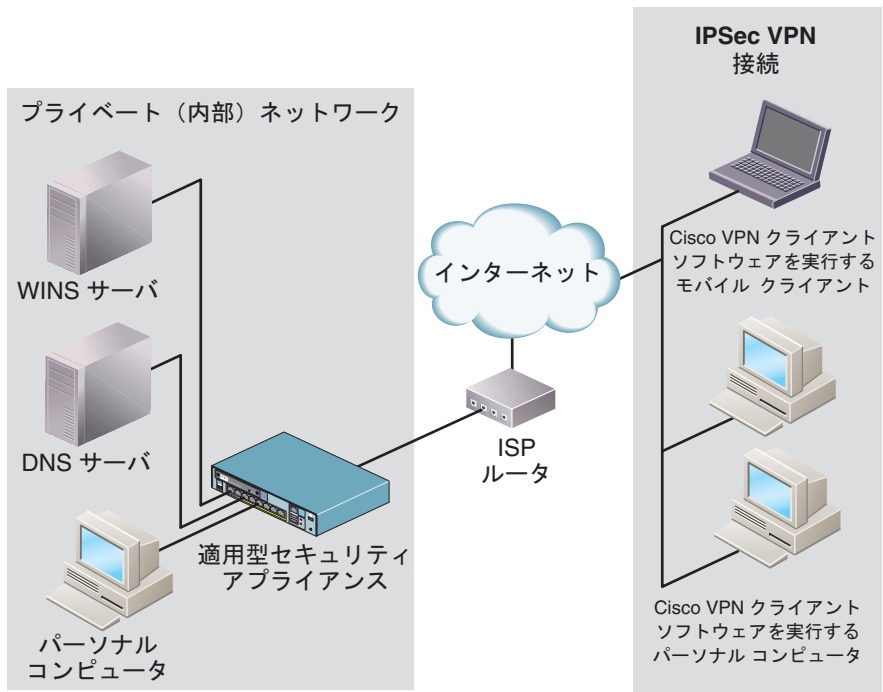 プライベート（内部）ネットワーク
WINS サーバ
DNS サーバ
パーソナル
コンピュータ
適用型セキュリティ
アプライアンス
インターネット
ISP
ルータ
IPSec VPN
接続
Cisco VPN クライアント
ソフトウェアを実行する
モバイル クライアント
Cisco VPN クライアント
ソフトウェアを実行する
パーソナル コンピュータ